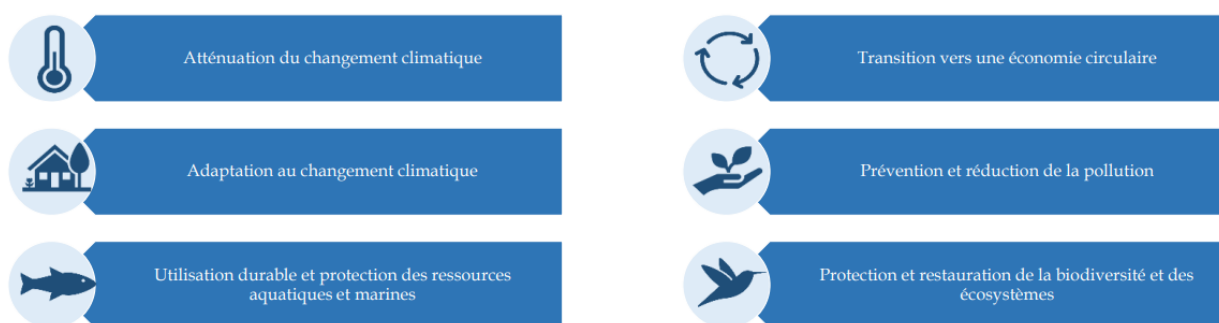 Atténuation du changement climatique
Transition vers une économie circulaire
Adaptation au changement climatique
Prévention et réduction de la pollution
Utilisation durable et protection des ressources
aquatiques et marines
Protection et restauration de la biodiversité et des
écosystèmes